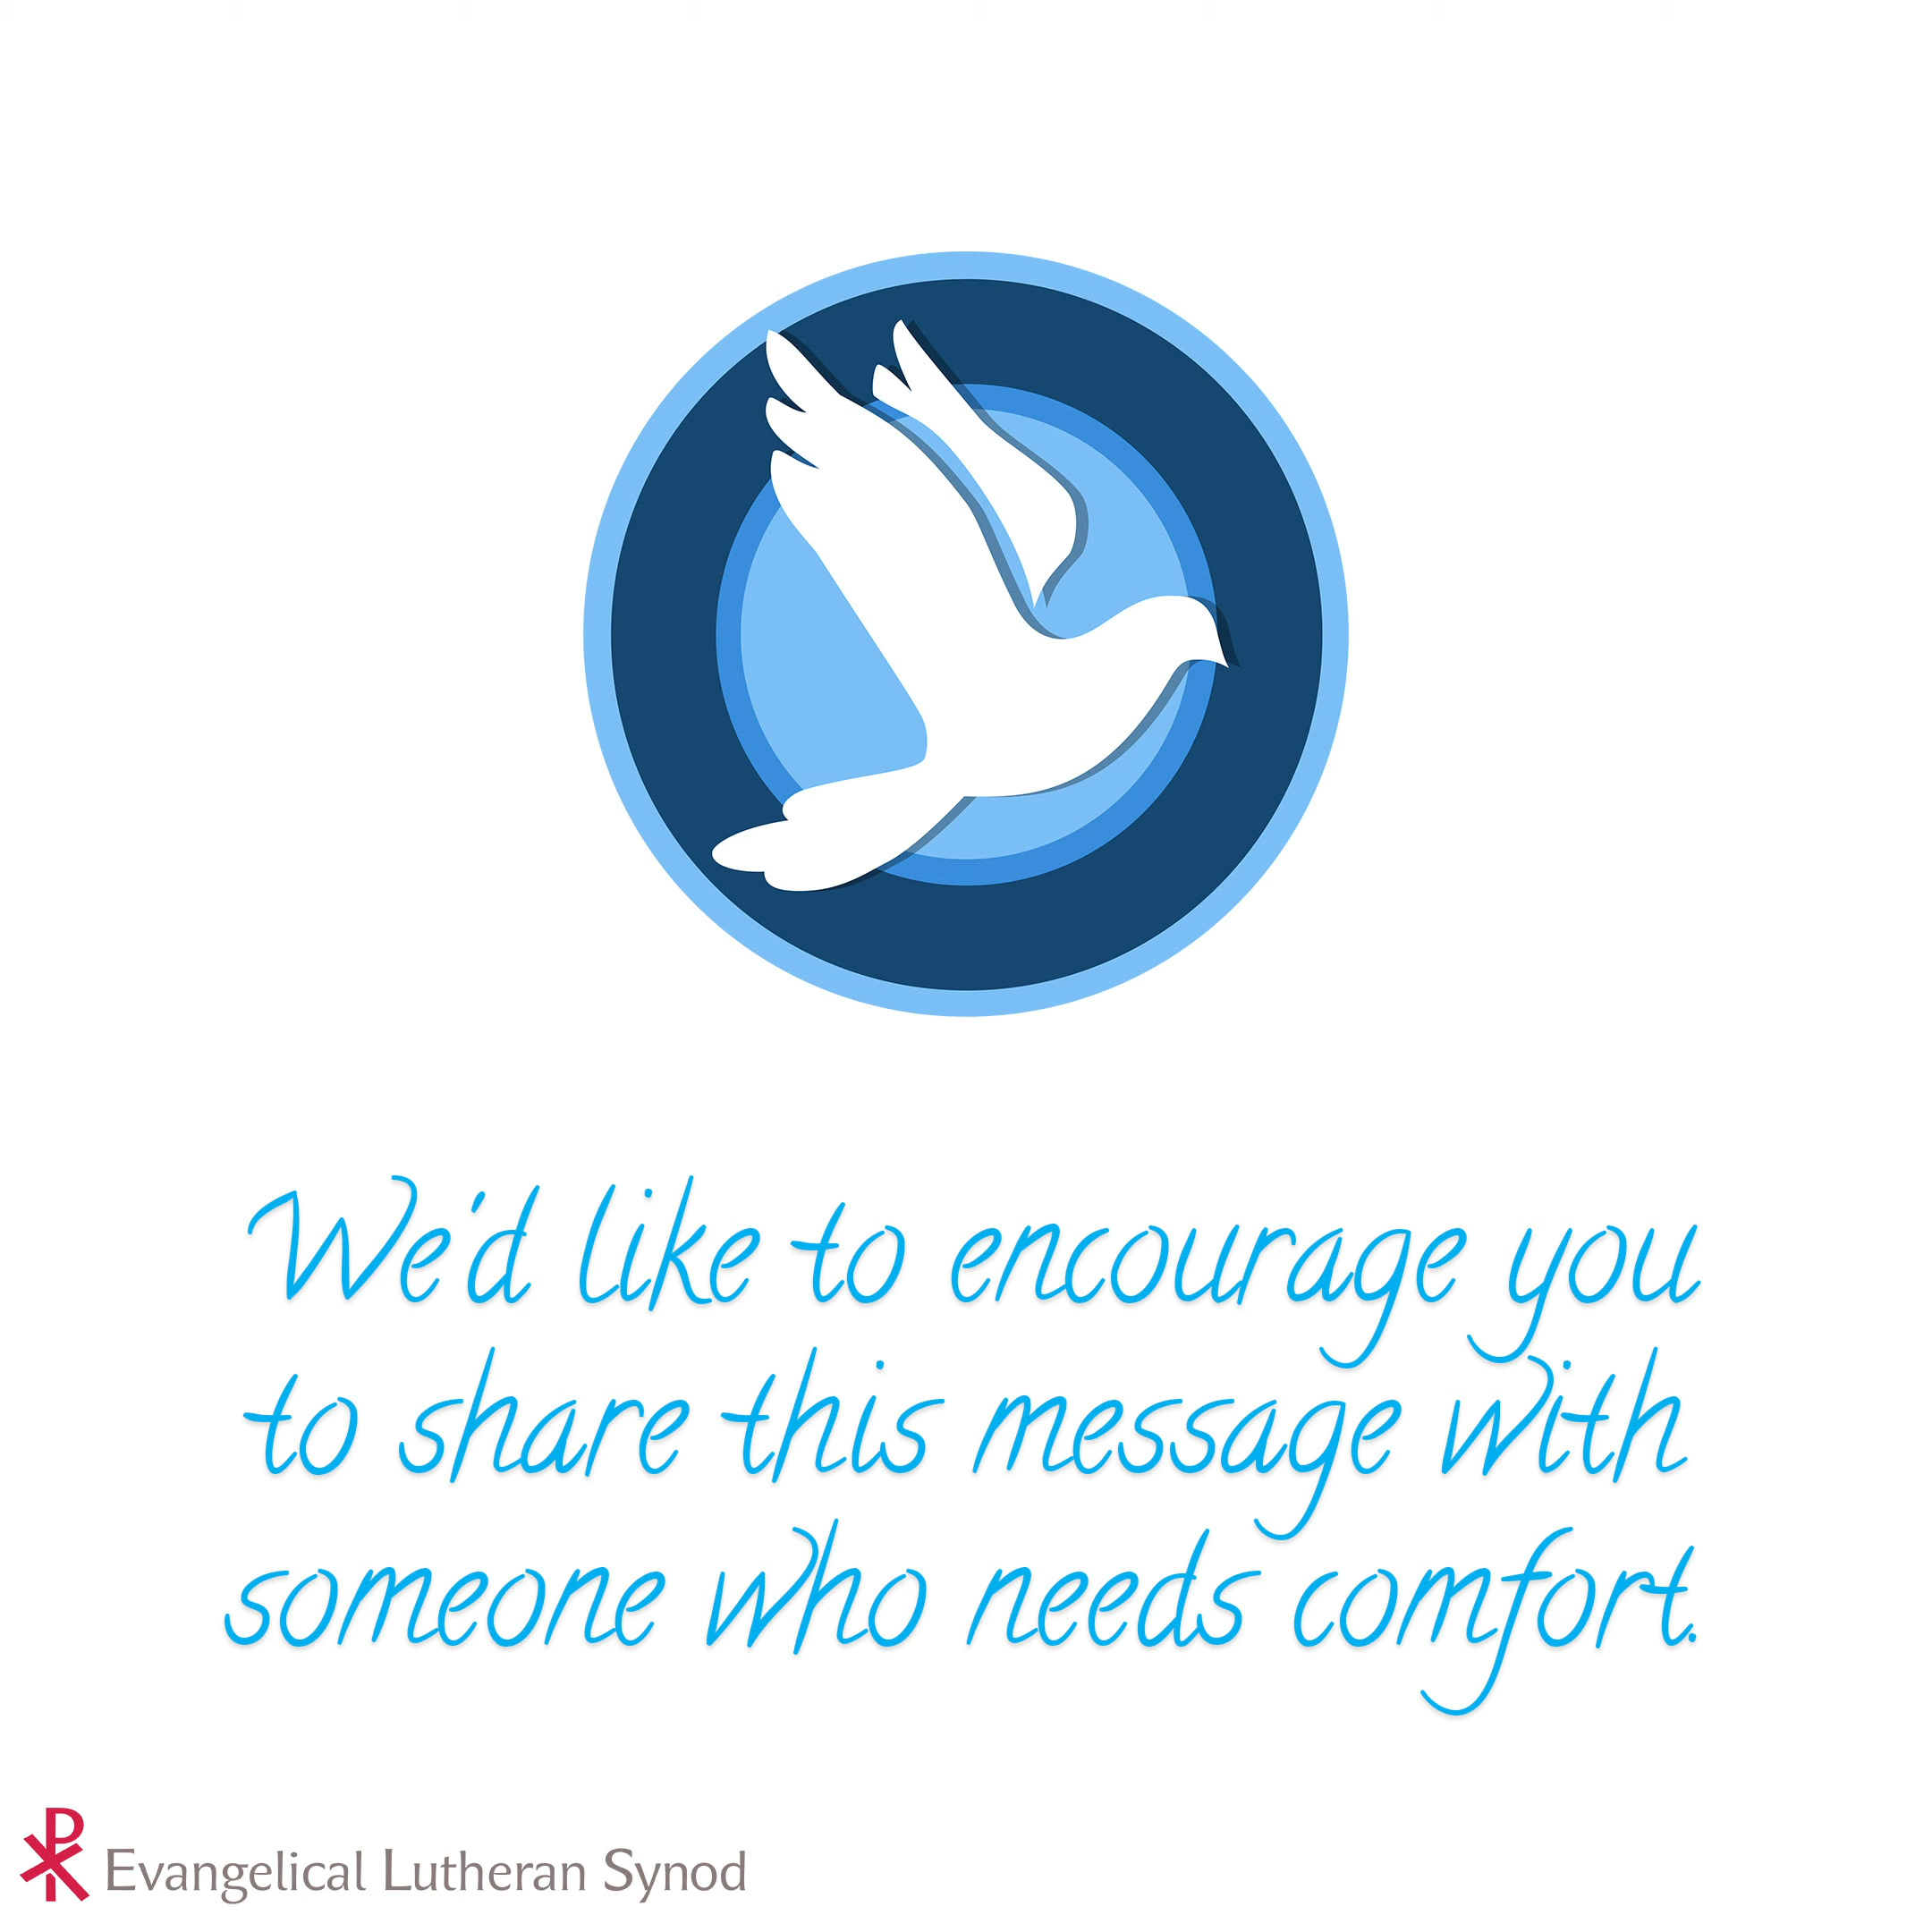 We'd like to encourage you
to share this message with
someone who needs comfort.
Evangelical Lutheran Synod